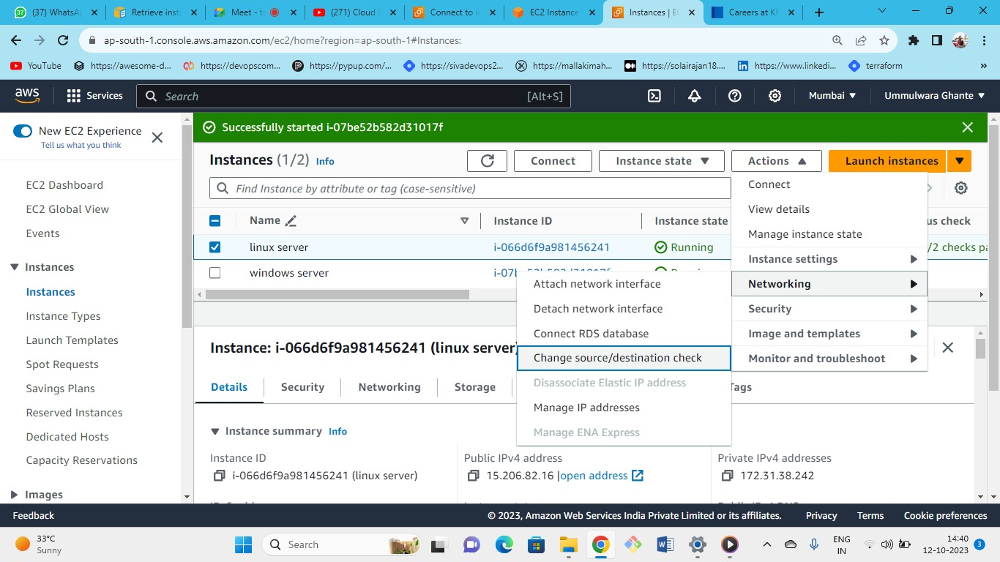 (37) WhatsA
Retrieve inst
Meet - ta
(271) Cloud
Connect to i
EC2 Instance
Instances | EC
Careers at KP
ap-south-1.console.aws.amazon.com/ec2/home?region=ap-south-1#Instances:
YouTube
https://awesome-d...
https://devopscom...
https://pypup.com/...
https://sivadevops2...
https://mallakimah...
https://solairajan18....
https://www.linkedi...
terraform
»
aws
Services
Search
[Alt+S]
Mumbai
Ummulwara Ghante
New EC2 Experience
Tell us what you think
EC2 Dashboard
EC2 Global View
Events
Instances
Instances
Instance Types
Launch Templates
Spot Requests
Savings Plans
Reserved Instances
Dedicated Hosts
Capacity Reservations
Images
Successfully started i-07be52b582d31017f
Instances (1/2) Info
Connect
Instance state
Actions
Launch instances
Find Instance by attribute or tag (case-sensitive)
Name
Instance ID
Instance state
us check
linux server
i-066d6f9a981456241
Running
/2 checks pa
windows server
Connect
View details
Manage instance state
Instance settings
Networking
Security
Image and templates
Monitor and troubleshoot
Attach network interface
Detach network interface
Connect RDS database
Change source/destination check
Disassociate Elastic IP address
Manage IP addresses
Manage ENA Express
Instance: i-066d6f9a981456241 (linux server)
Details
Security
Networking
Storage
Tags
Instance summary Info
Instance ID
i-066d6f9a981456241 (linux server)
Public IPv4 address
15.206.82.16 |open address
Private IPv4 addresses
172.31.38.242
Feedback
© 2023, Amazon Web Services India Private Limited or its affiliates.
Privacy
Terms
Cookie preferences
33°C
Sunny
Search
ENG
IN
14:40
12-10-2023
3